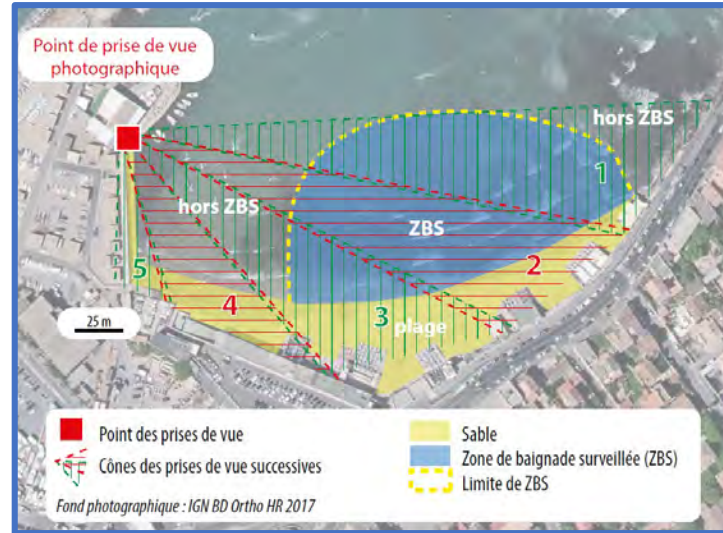 Point de prise de vue
photographique
hors ZBS
1
hors ZBS
ZBS
2
5
4
3
plage
25 m
Point des prises de vue
Cônes des prises de vue successives
Fond photographique : IGN BD Ortho HR 2017
Sable
Zone de baignade surveillée (ZBS)
Limite de ZBS